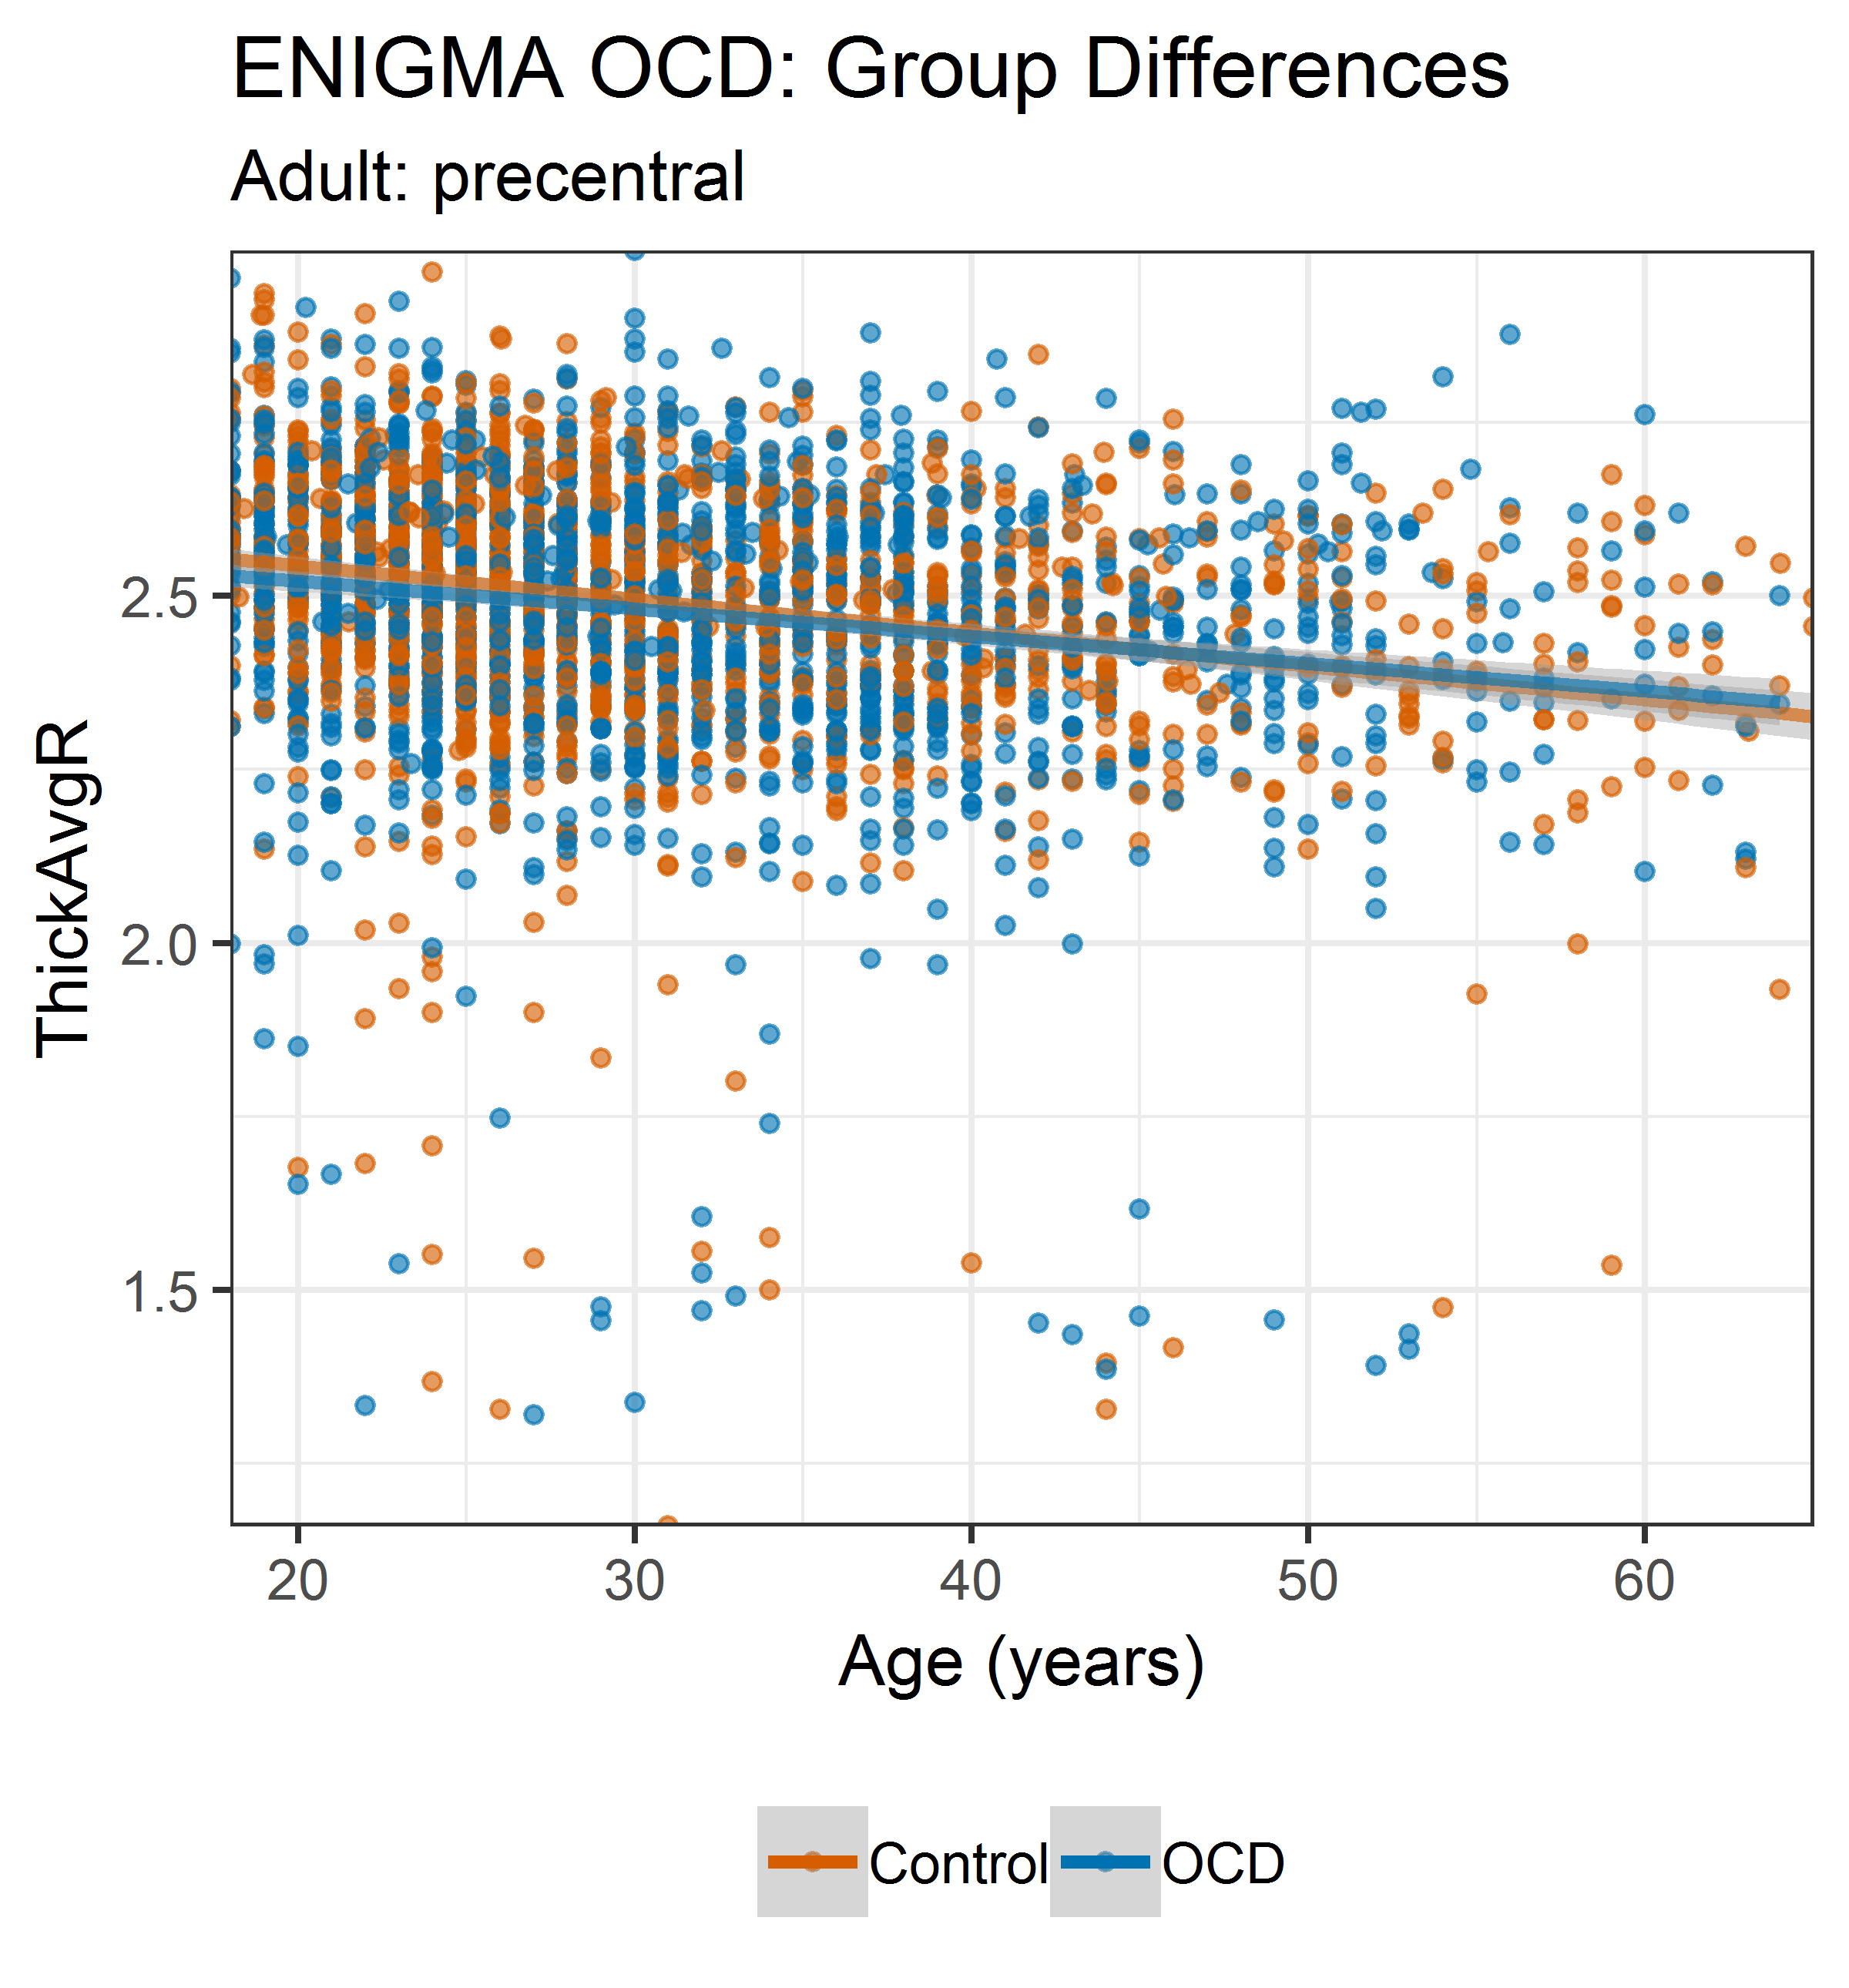 ENIGMA OCD: Group Differences
Adult: precentral
ThickAvgR
2.5
2.0
1.5
20 30 40 50 60
Age (years)
Control OCD